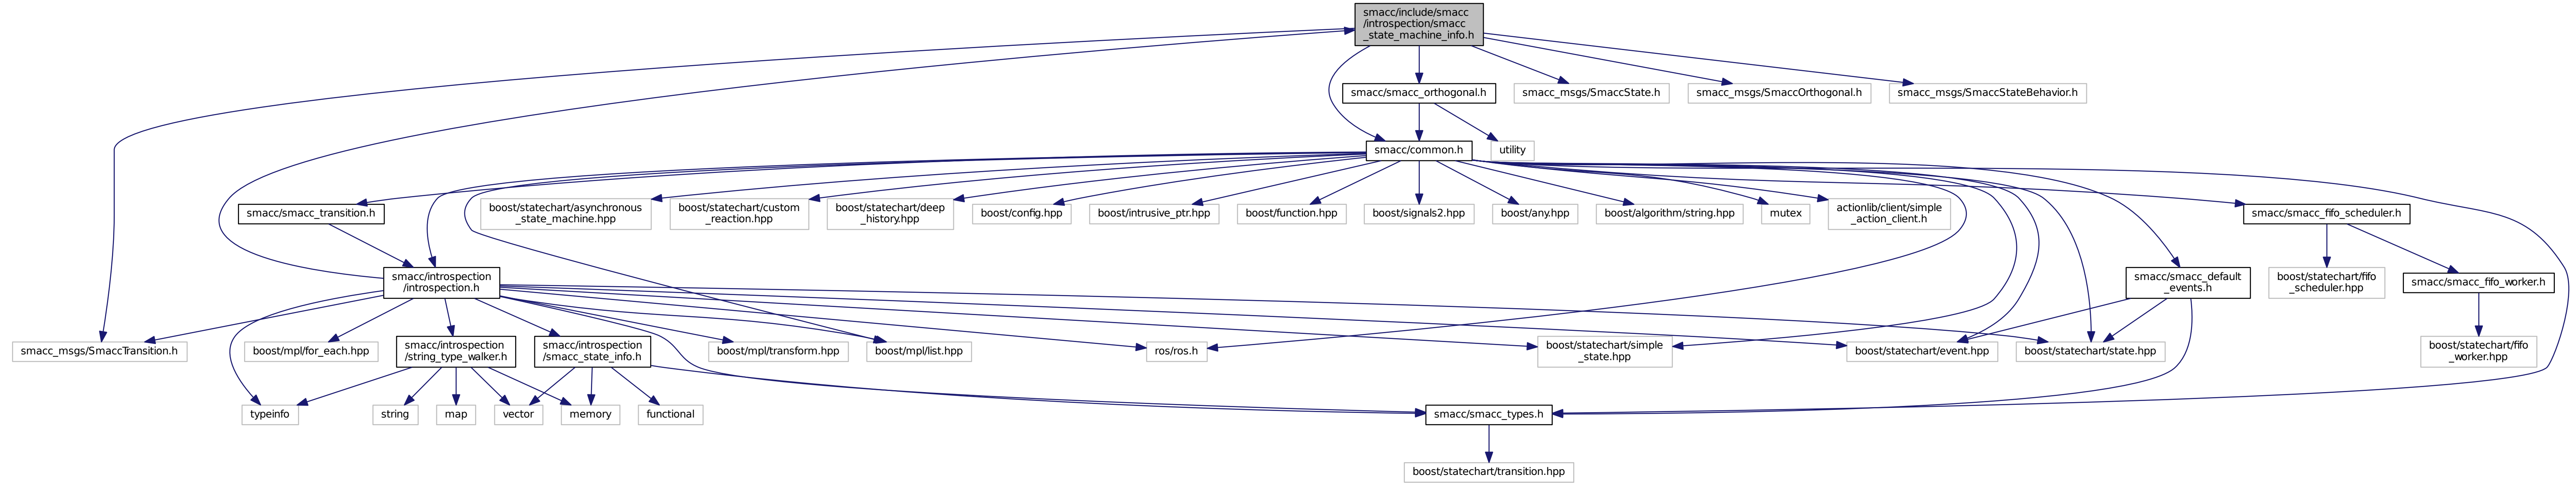 smacc/include/smacc
/introspection/smacc
_state_machine_info.h
smacc/smacc_orthogonal.h
smacc_msgs/SmaccState.h
smacc_msgs/SmaccOrthogonal.h
smacc_msgs/SmaccStateBehavior.h
smacc/common.h
utility
smacc/smacc_transition.h
boost/statechart/asynchronous
_state_machine.hpp
boost/statechart/custom
_reaction.hpp
boost/statechart/deep
_history.hpp
boost/config.hpp
boost/intrusive_ptr.hpp
boost/function.hpp
boost/signals2.hpp
boost/any.hpp
boost/algorithm/string.hpp
mutex
actionlib/client/simple
_action_client.h
smacc/smacc_fifo_scheduler.h
smacc/introspection
/introspection.h
smacc/smacc_default
_events.h
boost/statechart/fifo
_scheduler.hpp
smacc/smacc_fifo_worker.h
smacc_msgs/SmaccTransition.h
boost/mpl/for_each.hpp
smacc/introspection
/string_type_walker.h
smacc/introspection
/smacc_state_info.h
boost/mpl/transform.hpp
boost/mpl/list.hpp
ros/ros.h
boost/statechart/simple
_state.hpp
boost/statechart/event.hpp
boost/statechart/state.hpp
boost/statechart/fifo
_worker.hpp
typeinfo
string
map
vector
memory
functional
smacc/smacc_types.h
boost/statechart/transition.hpp